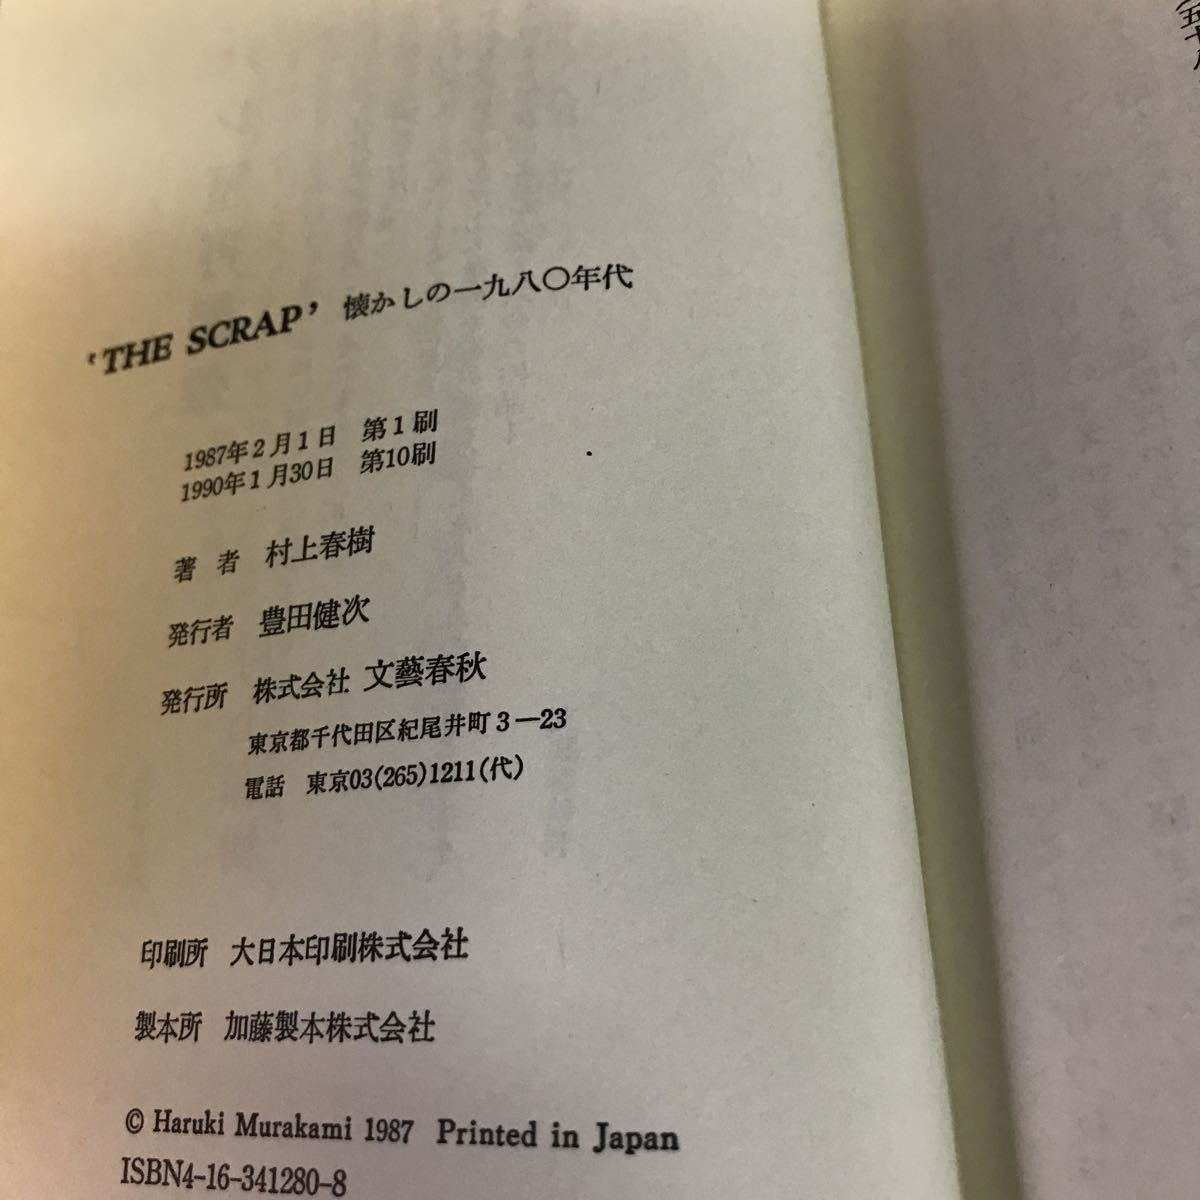 ‘THE SCRAP’ 懐かしの一九八〇年代
1987年2月1日 第1刷
1990年1月30日 第10刷
著者 村上春樹
発行者 豊田健次
発行所 株式会社 文藝春秋
東京都千代田区紀尾井町3—23
電話 東京03(265)1211(代)
印刷所 大日本印刷株式会社
製本所 加藤製本株式会社
© Haruki Murakami 1987 Printed in Japan
ISBN4-16-341280-8